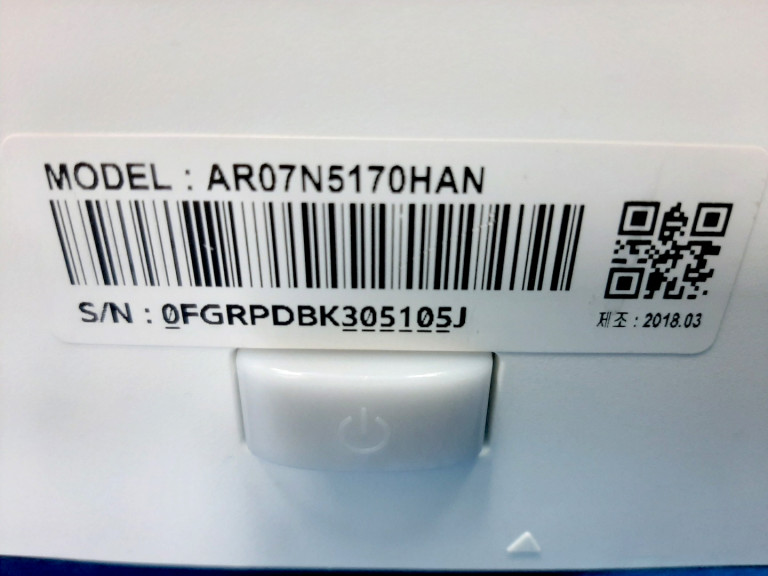 MODEL : AR07N5170HAN
S/N : 0FGRPDBK305105J
제조 : 2018.03